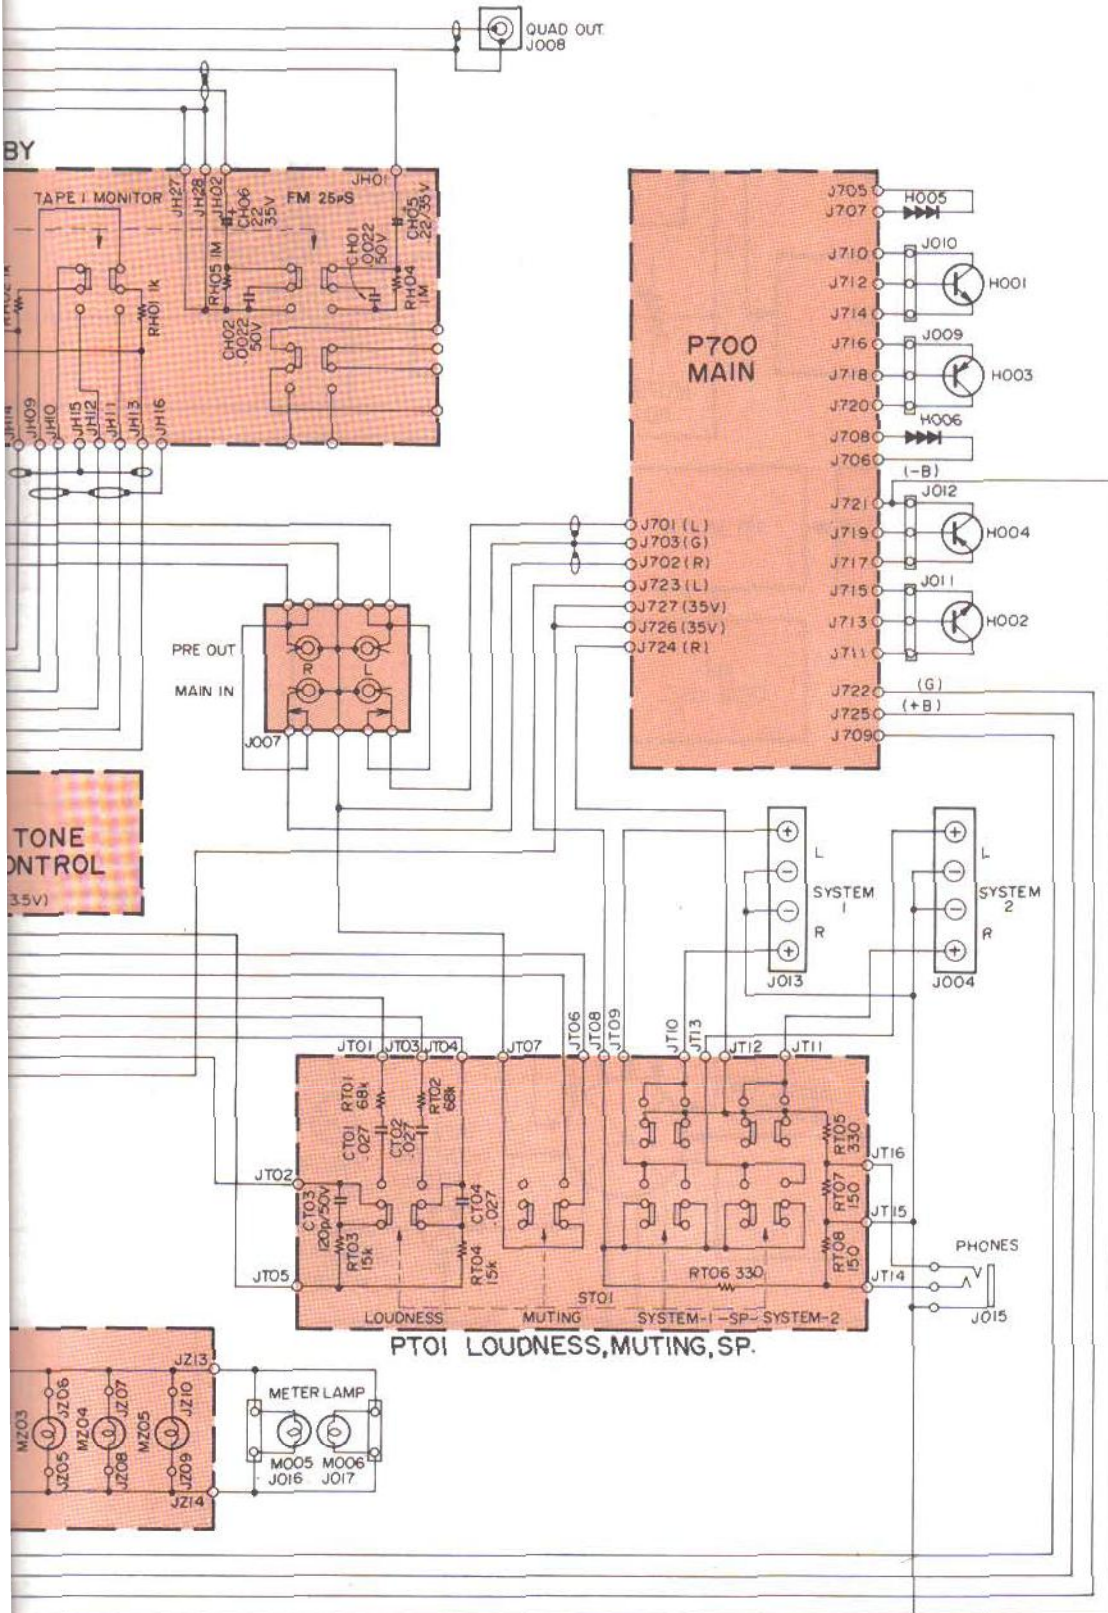 QUAD OUT.
J008
BY
TAPE 1 MONITOR
JH27
JH28
JH02
CH06
22
35V
FM 25µS
JH01
CH05
22/35V
CH01
.0022
50V
RH05 1M
RH04
1M
RH01 1k
CH02
.0022
50V
JH14
JH09
JH10
JH15
JH12
JH11
JH13
JH16
P700
MAIN
J705
J707
H005
J710
J010
J712
H001
J714
J716
J009
J718
H003
J720
J708
H006
J706
(-B)
J721
J012
J719
H004
J717
J715
J011
J713
H002
J711
J722
(G)
J725
(+B)
J709
J701 (L)
J703 (G)
J702 (R)
J723 (L)
J727 (35V)
J726 (35V)
J724 (R)
PRE OUT
R
L
MAIN IN
J007
TONE
ONTROL
35V)
L
SYSTEM
1
R
J013
L
SYSTEM
2
R
J004
JT01
JT03
JT04
JT07
JT06
JT08
JT09
JT10
JT13
JT12
JT11
RT01
68k
RT02
68k
CT01
.027
CT02
.027
RT05
330
JT16
JT02
CT03
120p/50V
CT04
.027
RT07
150
JT15
RT03
15k
RT04
15k
RT08
150
JT05
RT06 330
JT14
ST01
LOUDNESS
MUTING
SYSTEM-1-SP-SYSTEM-2
PHONES
J015
PT01 LOUDNESS, MUTING, SP.
JZ13
MZ03
JZ06
JZ05
MZ04
JZ07
JZ08
MZ05
JZ10
JZ09
JZ14
METER LAMP
M005
J016
M006
J017